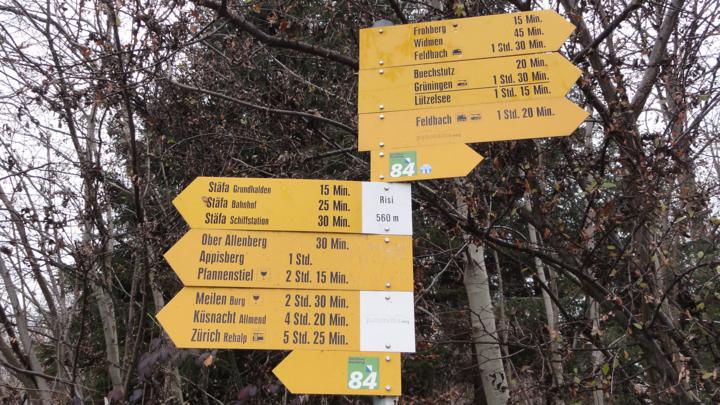 Frohberg 15 Min.
Widmen 45 Min.
Feldbach 1 Std. 30 Min.
Buechstutz 20 Min.
Grüningen 1 Std. 30 Min.
Lützelsee 1 Std. 15 Min.
Feldbach 1 Std. 20 Min.
panoramaweg
84
Stäfa Grundhalden 15 Min.
Stäfa Bahnhof 25 Min.
Stäfa Schiffstation 30 Min.
Risi
560 m
Ober Allenberg 30 Min.
Appisberg 1 Std.
Pfannenstiel 2 Std. 15 Min.
Meilen Burg 2 Std. 30 Min.
Küsnacht Allmend 4 Std. 20 Min.
Zürich Rehalp 5 Std. 25 Min.
panoramaweg
84